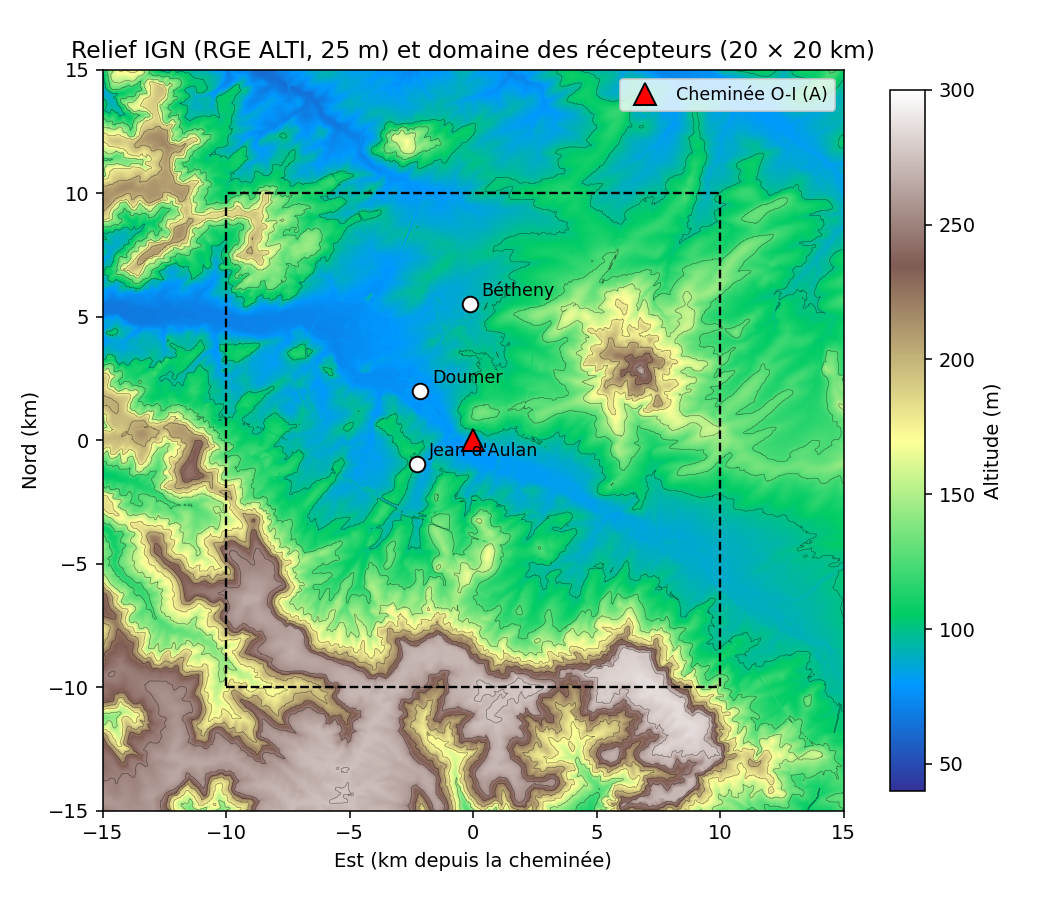 Relief IGN (RGE ALTI, 25 m) et domaine des récepteurs (20 × 20 km)
Cheminée O-I (A)
Bétheny
Doumer
Jean d'Aulan
15
10
5
0
−5
−10
−15
−15
−10
−5
0
5
10
15
Nord (km)
Est (km depuis la cheminée)
300
250
200
150
100
50
Altitude (m)